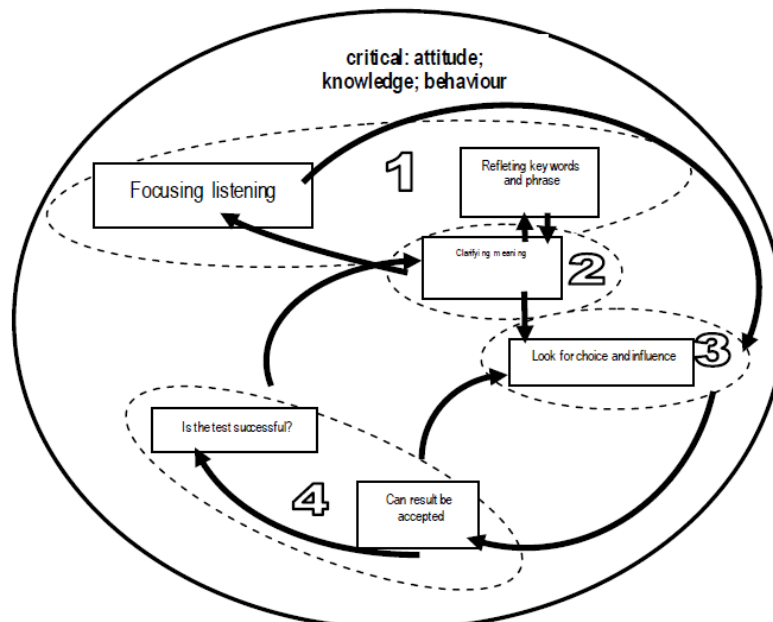 critical: attitude;
knowledge; behaviour
1
Focusing listening
Refleting key words
and phrase
Clarifying meaning
2
Look for choice and influence
3
Is the test successful?
4
Can result be
accepted